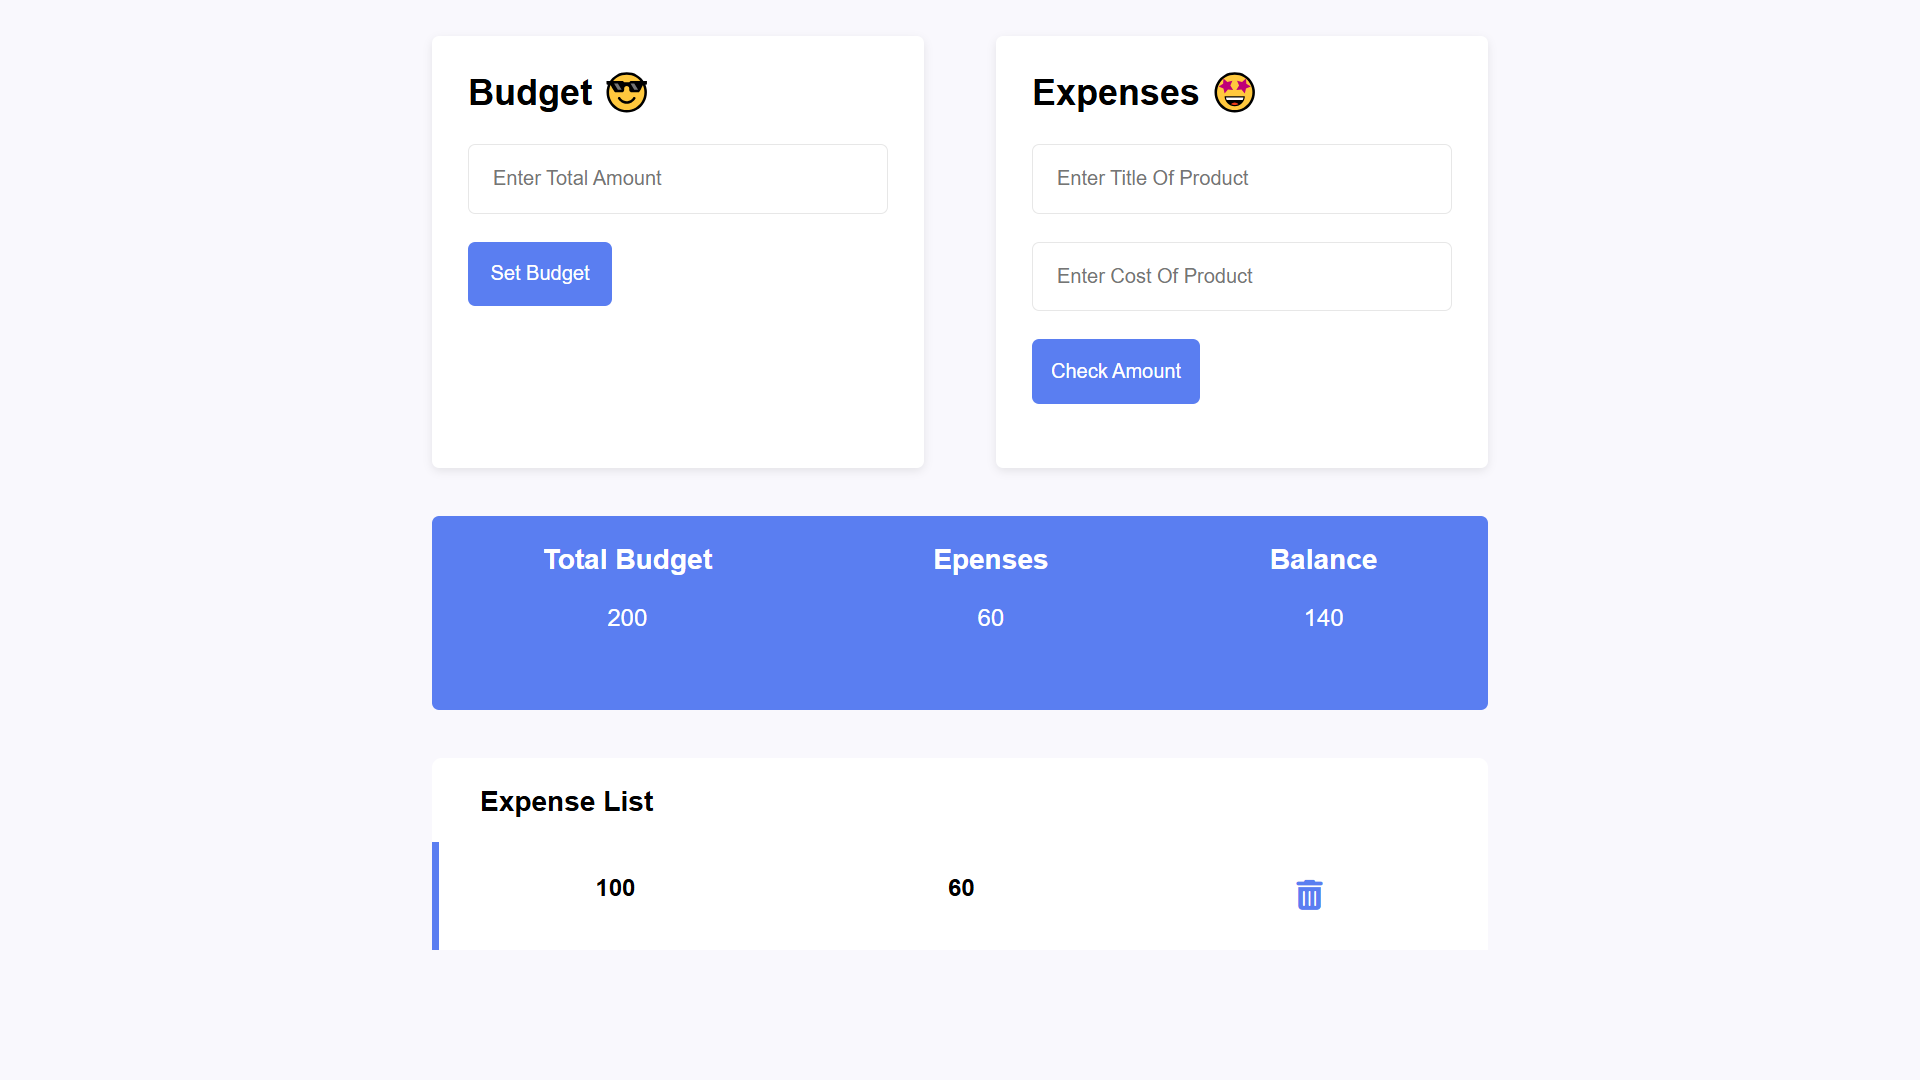 Budget 😎
Enter Total Amount
Set Budget
Expenses 🤩
Enter Title Of Product
Enter Cost Of Product
Check Amount
Total Budget Epenses Balance
200 60 140
Expense List
100 60